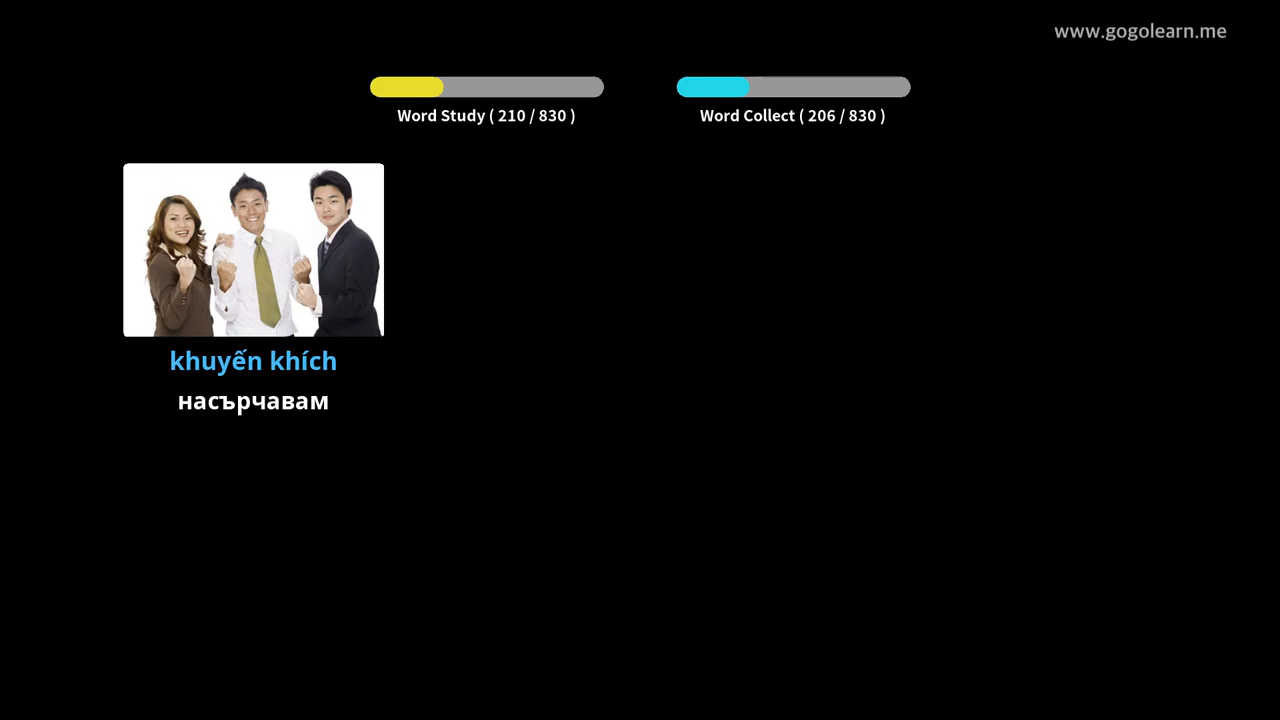 www.gogolearn.me
Word Study ( 210 / 830 )
Word Collect ( 206 / 830 )
khuyến khích
насърчавам